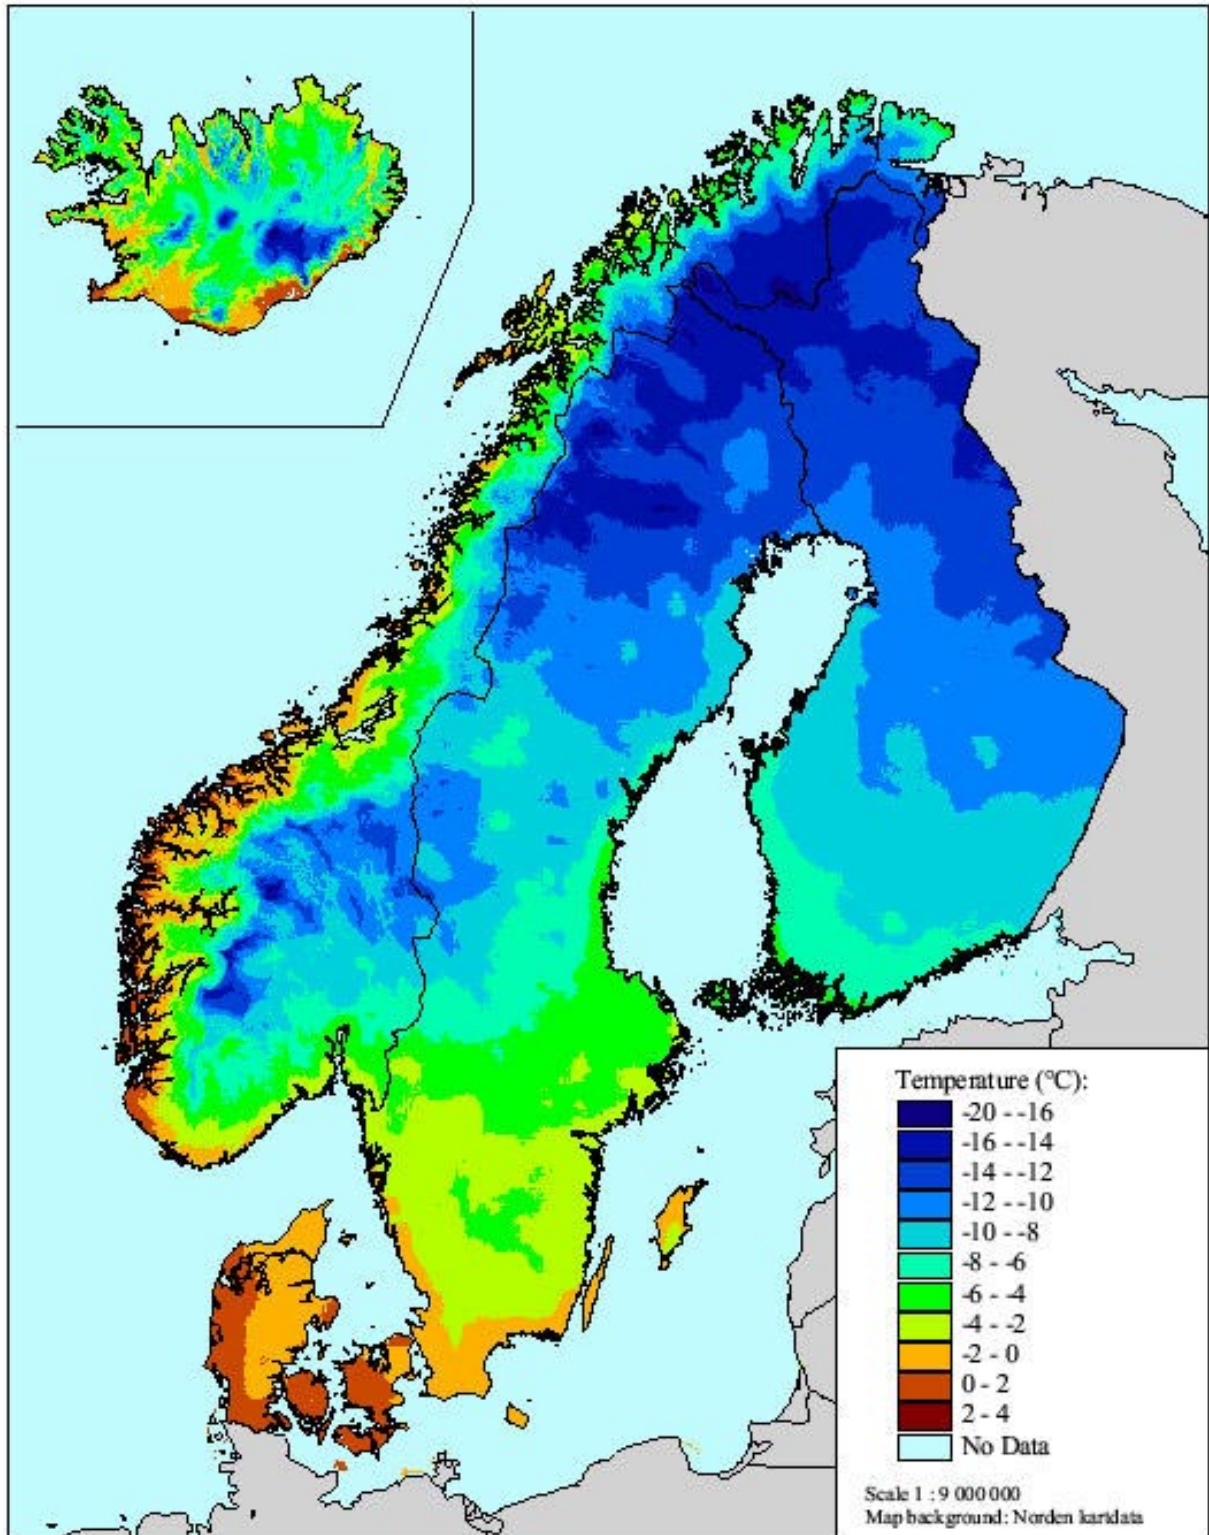 Temperature (°C):
-20 - -16
-16 - -14
-14 - -12
-12 - -10
-10 - -8
-8 - -6
-6 - -4
-4 - -2
-2 - 0
0 - 2
2 - 4
No Data
Scale 1 : 9 000 000
Map background: Norden kartdata